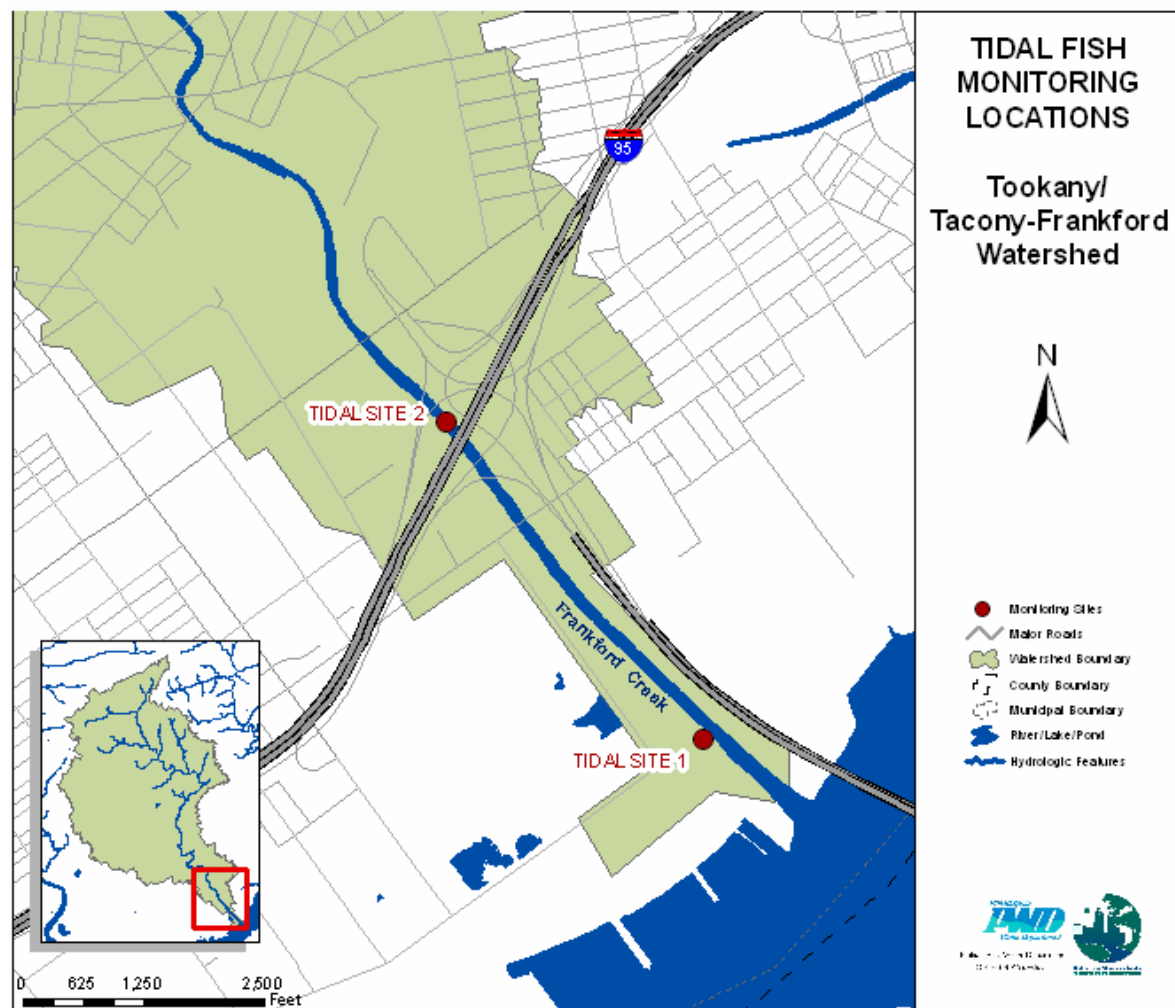 TIDAL FISH
MONITORING
LOCATIONS
Tookany/
Tacony-Frankford
Watershed
N
95
TIDAL SITE 2
Frankford Creek
TIDAL SITE 1
Monitoring Sites
Major Roads
Watershed Boundary
County Boundary
Municipal Boundary
River/Lake/Pond
Hydrologic Features
PWD
0 625 1,250 2,500
Feet